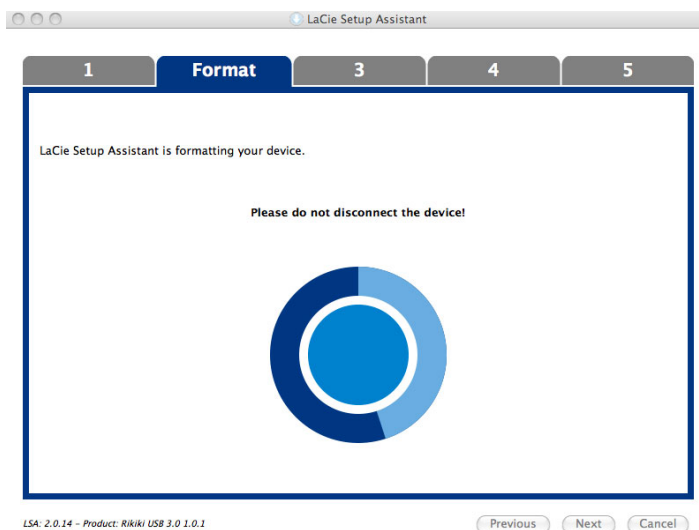 LaCie Setup Assistant
1 Format 3 4 5
LaCie Setup Assistant is formatting your device.
Please do not disconnect the device!
LSA: 2.0.14 – Product: Rikiki USB 3.0 1.0.1
Previous Next Cancel